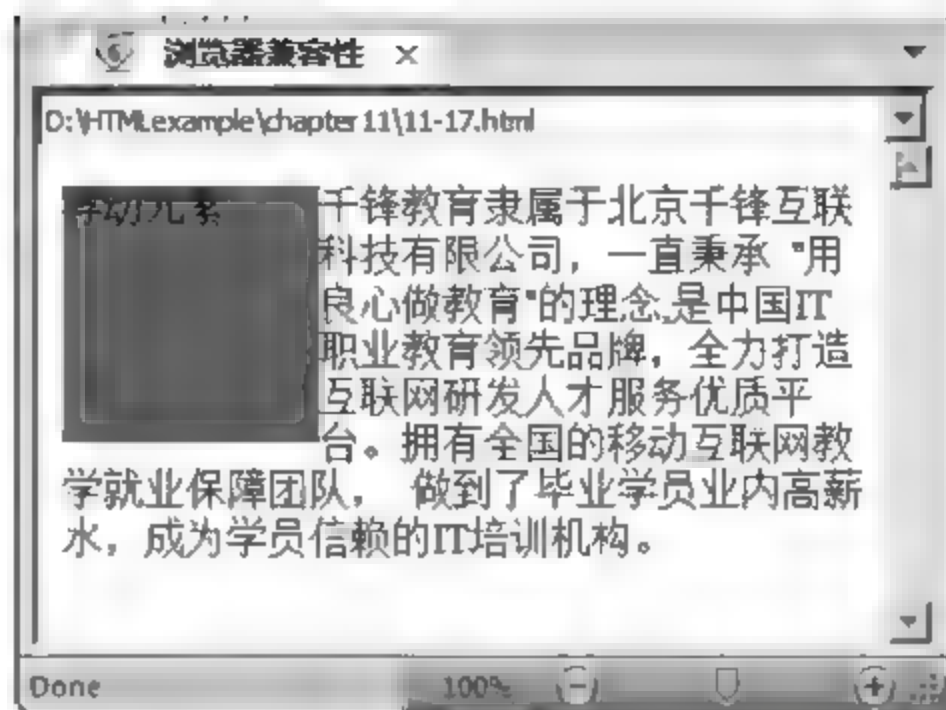 浏览器兼容性 ×
D:\HTMLexample\chapter 11\11-17.html
浮动元素
千锋教育隶属于北京千锋互联
科技有限公司，一直秉承 "用
良心做教育"的理念,是中国IT
职业教育领先品牌，全力打造
互联网研发人才服务优质平
台。拥有全国的移动互联网教
学就业保障团队， 做到了毕业学员业内高薪
水，成为学员信赖的IT培训机构。
Done 100%